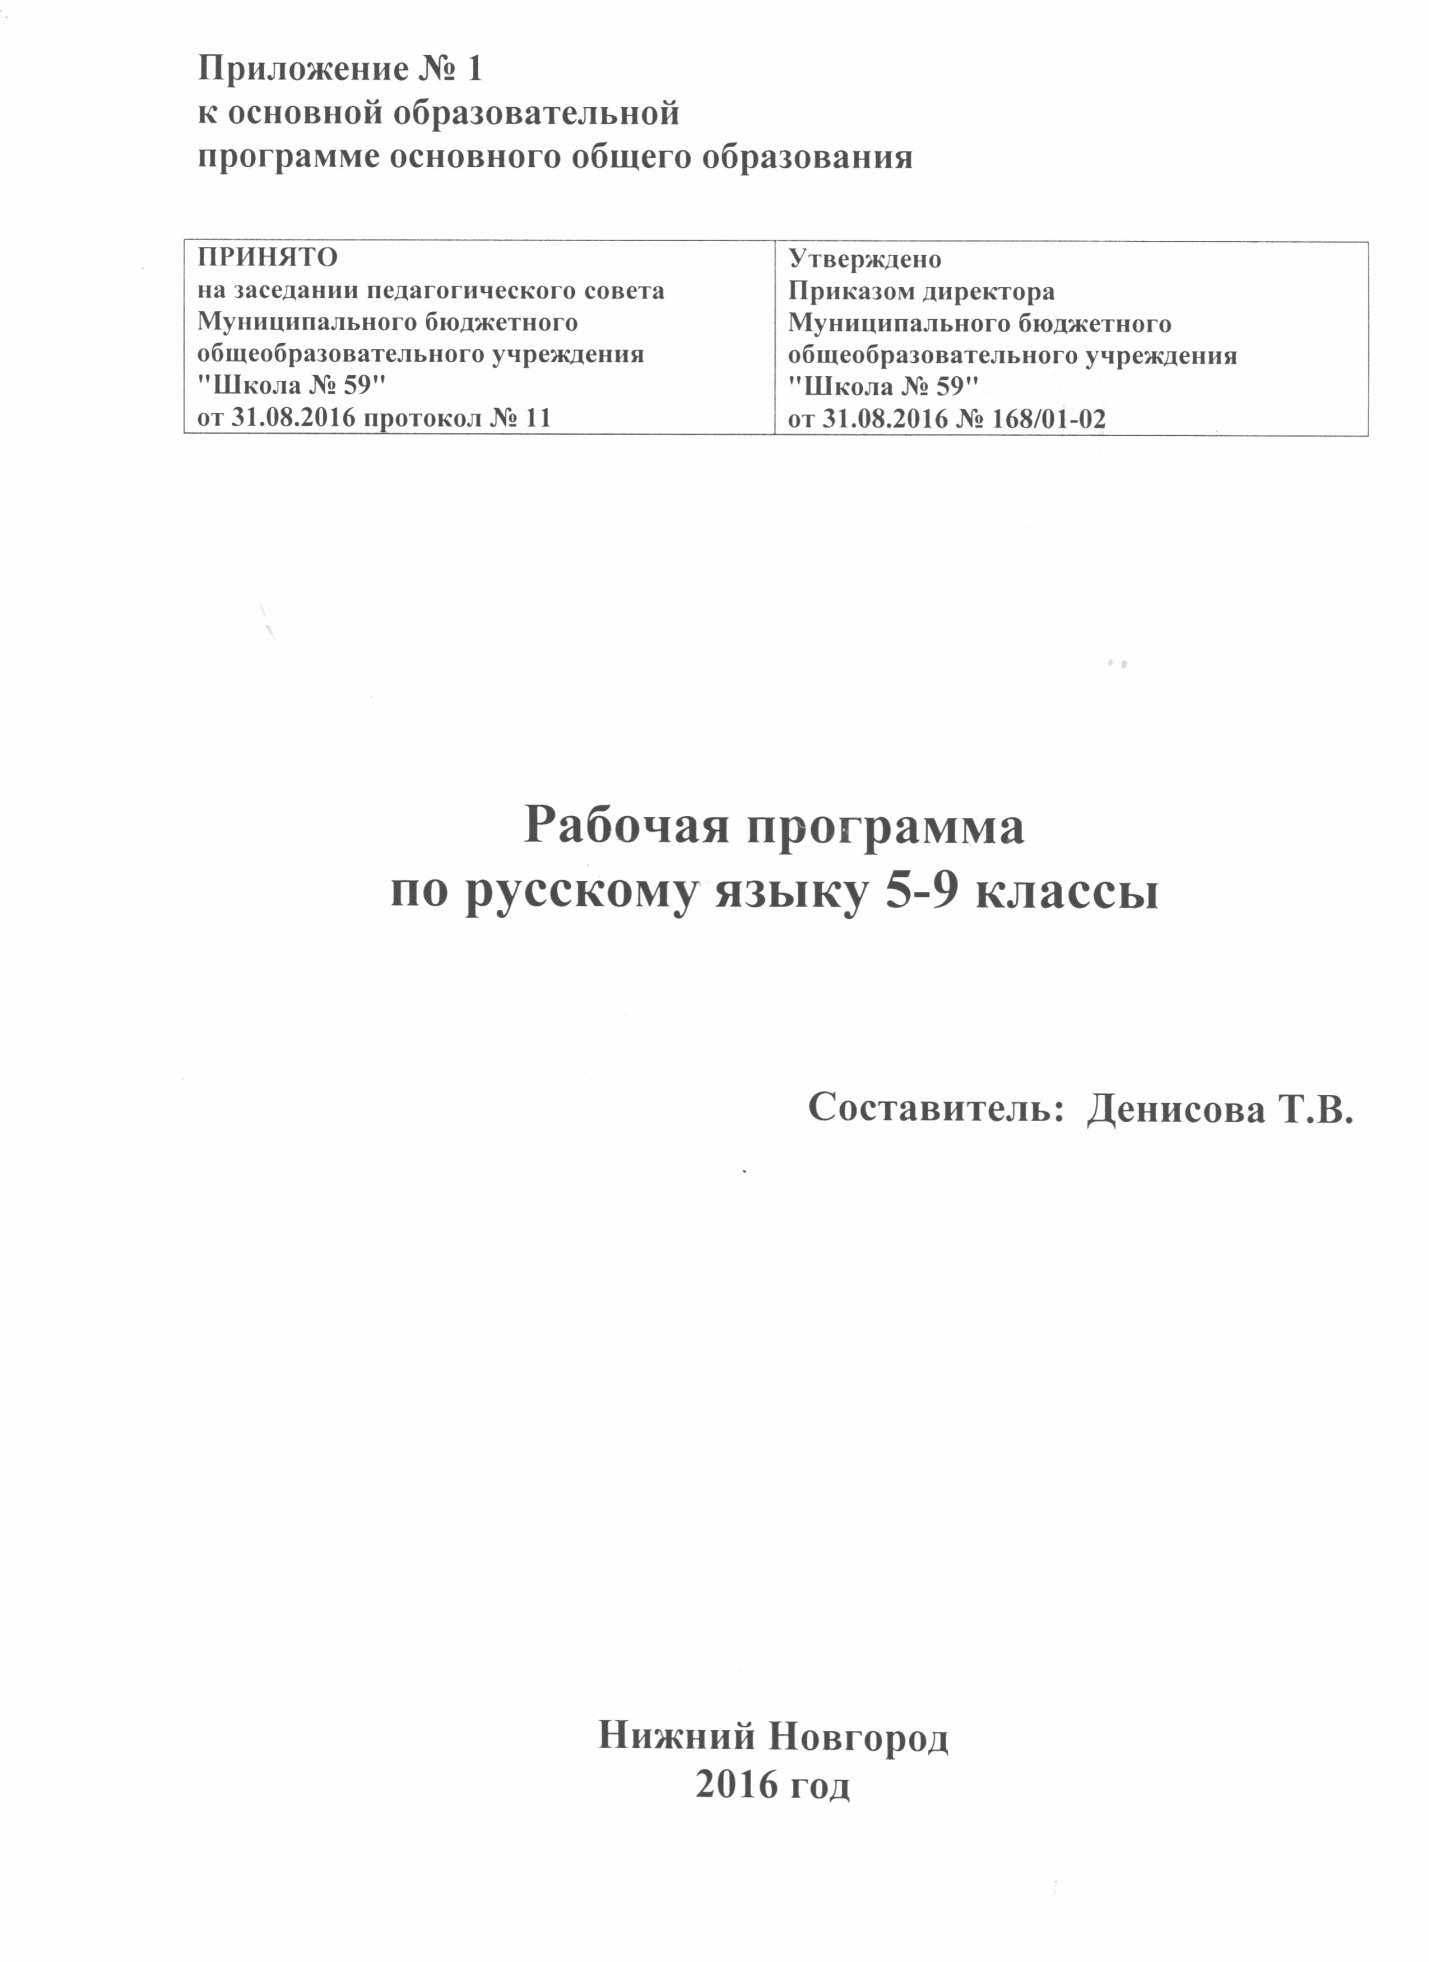 Приложение № 1
к основной образовательной
программе основного общего образования
ПРИНЯТО
на заседании педагогического совета
Муниципального бюджетного
общеобразовательного учреждения
"Школа № 59"
от 31.08.2016 протокол № 11
Утверждено
Приказом директора
Муниципального бюджетного
общеобразовательного учреждения
"Школа № 59"
от 31.08.2016 № 168/01-02
Рабочая программа
по русскому языку 5-9 классы
Составитель: Денисова Т.В.
Нижний Новгород
2016 год